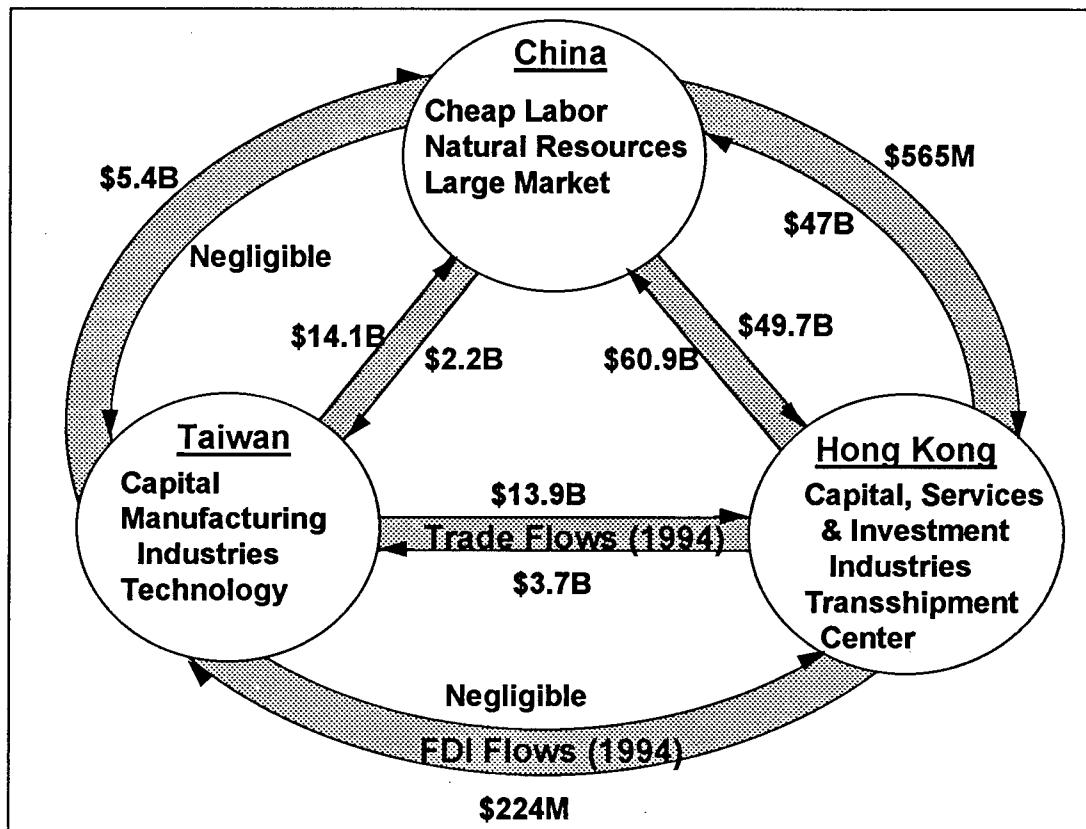 China
Cheap Labor
Natural Resources
Large Market
$5.4B
$565M
Negligible
$47B
$14.1B
$2.2B
$60.9B
$49.7B
Taiwan
Capital
Manufacturing
Industries
Technology
Hong Kong
Capital, Services
& Investment
Industries
Transshipment
Center
$13.9B
Trade Flows (1994)
$3.7B
Negligible
FDI Flows (1994)
$224M